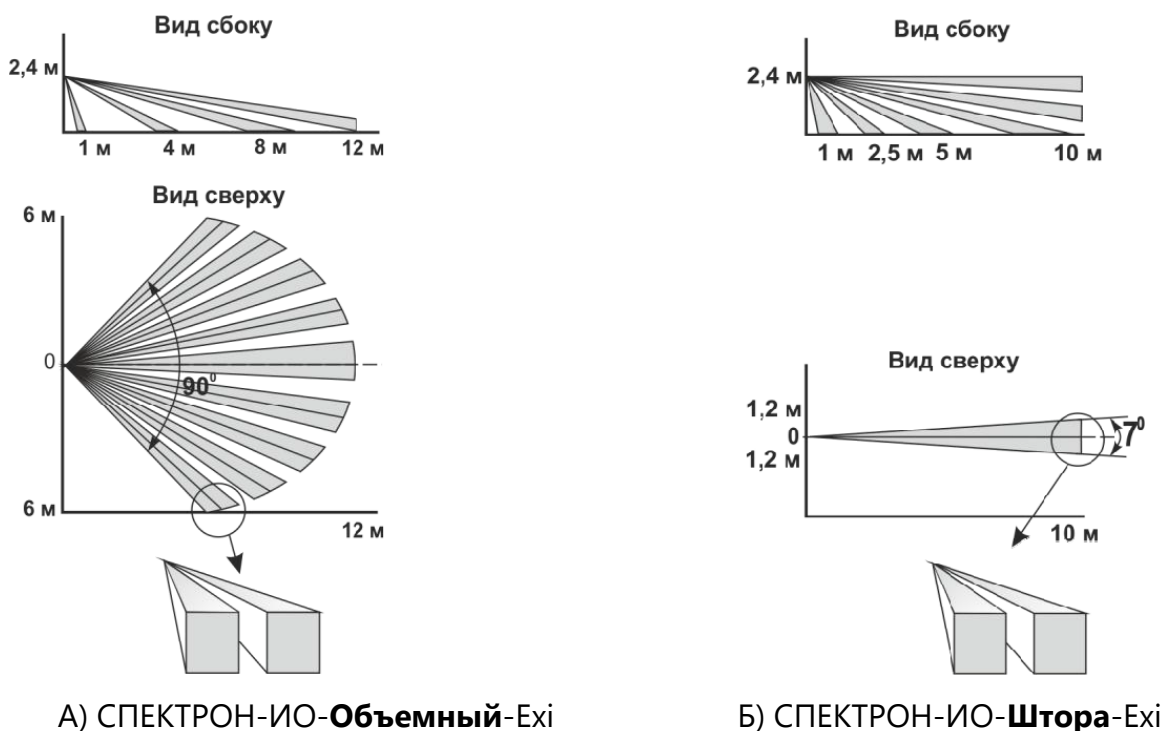 Вид сбоку
2,4 м
1 м 4 м 8 м 12 м
Вид сверху
6 м
0
90⁰
6 м
12 м
А) СПЕКТРОН-ИО-Объемный-Exi
Вид сбоку
2,4 м
1 м 2,5 м 5 м 10 м
Вид сверху
1,2 м
0
7⁰
1,2 м
10 м
Б) СПЕКТРОН-ИО-Штора-Exi